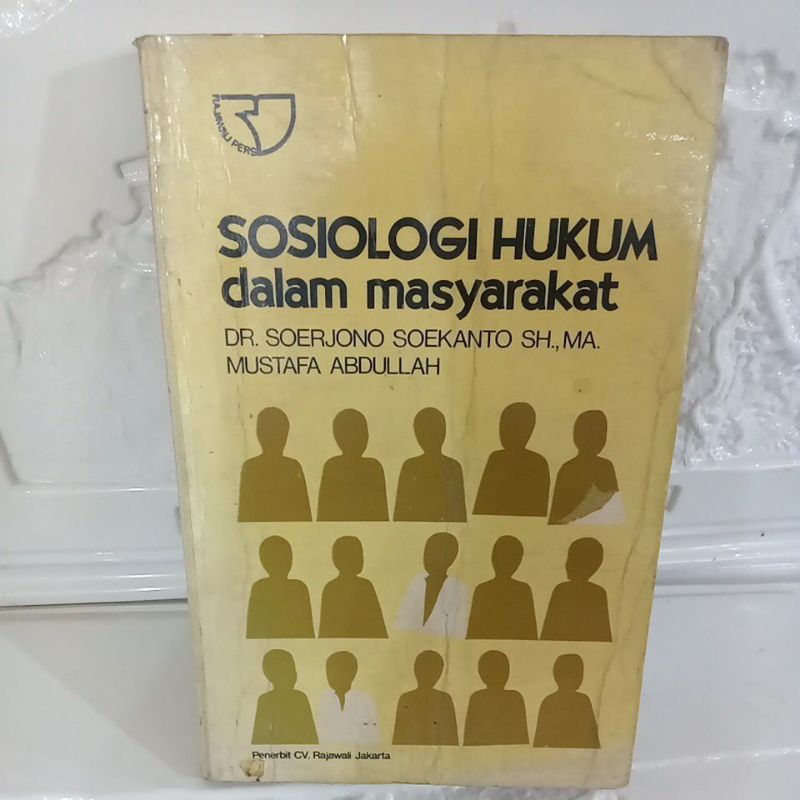 RAJAWALI PERS
SOSIOLOGI HUKUM
dalam masyarakat
DR. SOERJONO SOEKANTO SH., MA.
MUSTAFA ABDULLAH
Penerbit CV. Rajawali Jakarta